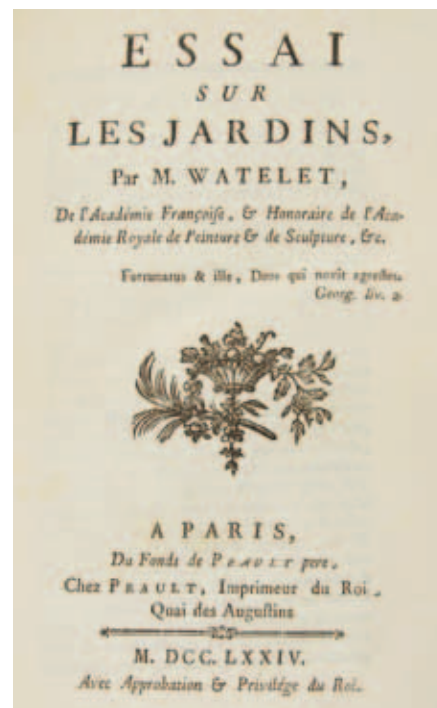 ESSAI
SUR
LES JARDINS,
Par M. WATELET,
De l'Académie Françoise, & Honoraire de l'Aca-
démie Royale de Peinture & de Sculpture, &c.
Fortunatus & ille, Deos qui novit agrestes.
Georg. liv. 2.
A PARIS,
Du Fonds de PRAULT pere.
Chez PRAULT, Imprimeur du Roi,
Quai des Augustins
M. DCC. LXXIV.
Avec Approbation & Privilége du Roi.